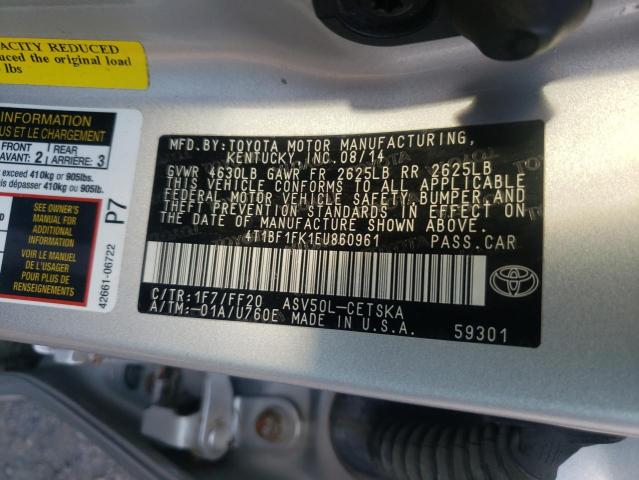 ACITY REDUCED
ced the original load
lbs
INFORMATION
US ET LE CHARGEMENT
FRONT
AVANT: 2
REAR
ARRIÈRE: 3
exceed 410kg or 905lbs.
it dépasser 410kg ou 905lbs.
SEE OWNER'S
MANUAL FOR
ADDITIONAL
INFORMATION
VOIR LE MANUEL
DE L'USAGER
POUR PLUS DE
RENSEIGNEMENTS
P7
42661-06722
MFD.BY:TOYOTA MOTOR MANUFACTURING,
KENTUCKY, INC. 08/14
GVWR 4630LB GAWR FR 2625LB RR 2625LB
THIS VEHICLE CONFORMS TO ALL APPLICABLE
FEDERAL MOTOR VEHICLE SAFETY,BUMPER,AND
THEFT PREVENTION STANDARDS IN EFFECT ON
THE DATE OF MANUFACTURE SHOWN ABOVE.
4T1BF1FK1EU860961 PASS.CAR
C/TR:1F7/FF20 ASV50L-CETSKA
A/TM:-01A/U760E MADE IN U.S.A.
59301
TOYOTA